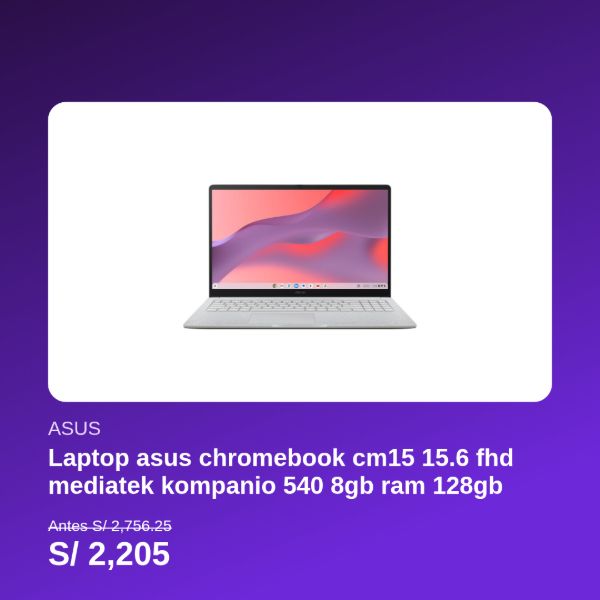 ASUS
Laptop asus chromebook cm15 15.6 fhd
mediatek kompanio 540 8gb ram 128gb
Antes S/ 2,756.25
S/ 2,205